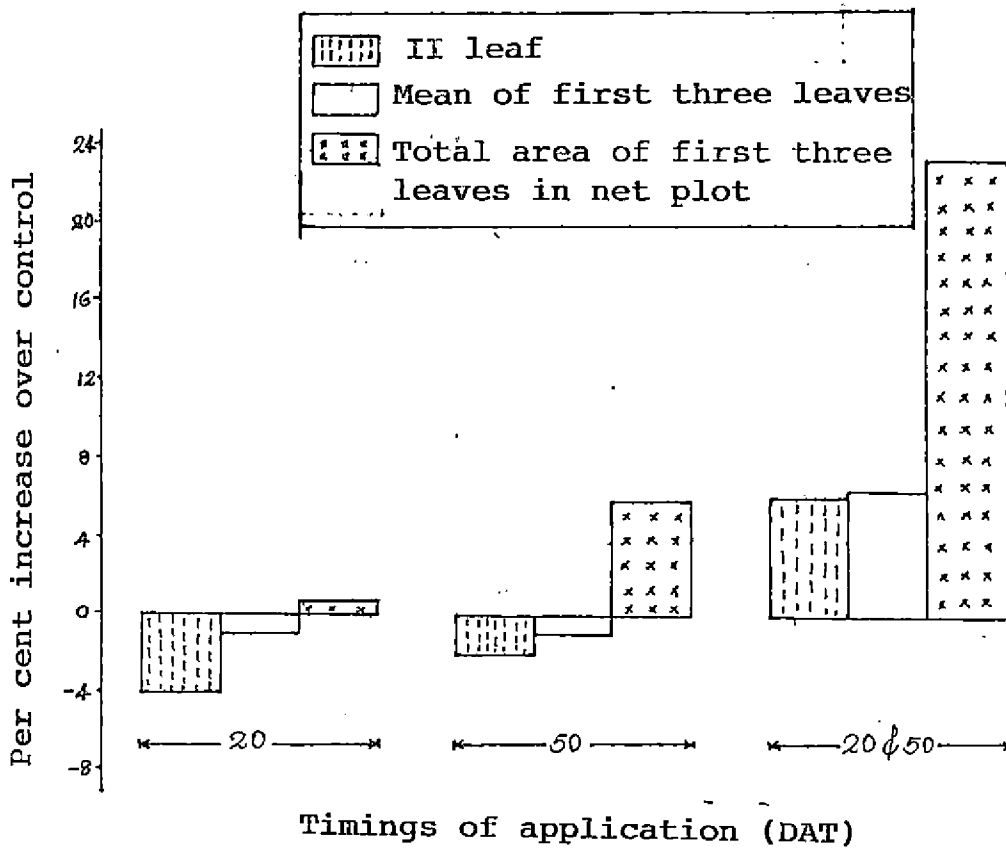 II leaf
Mean of first three leaves
Total area of first three
leaves in net plot
Per cent increase over control
24
20
16
12
8
4
0
-4
-8
20
50
20 & 50
Timings of application (DAT)